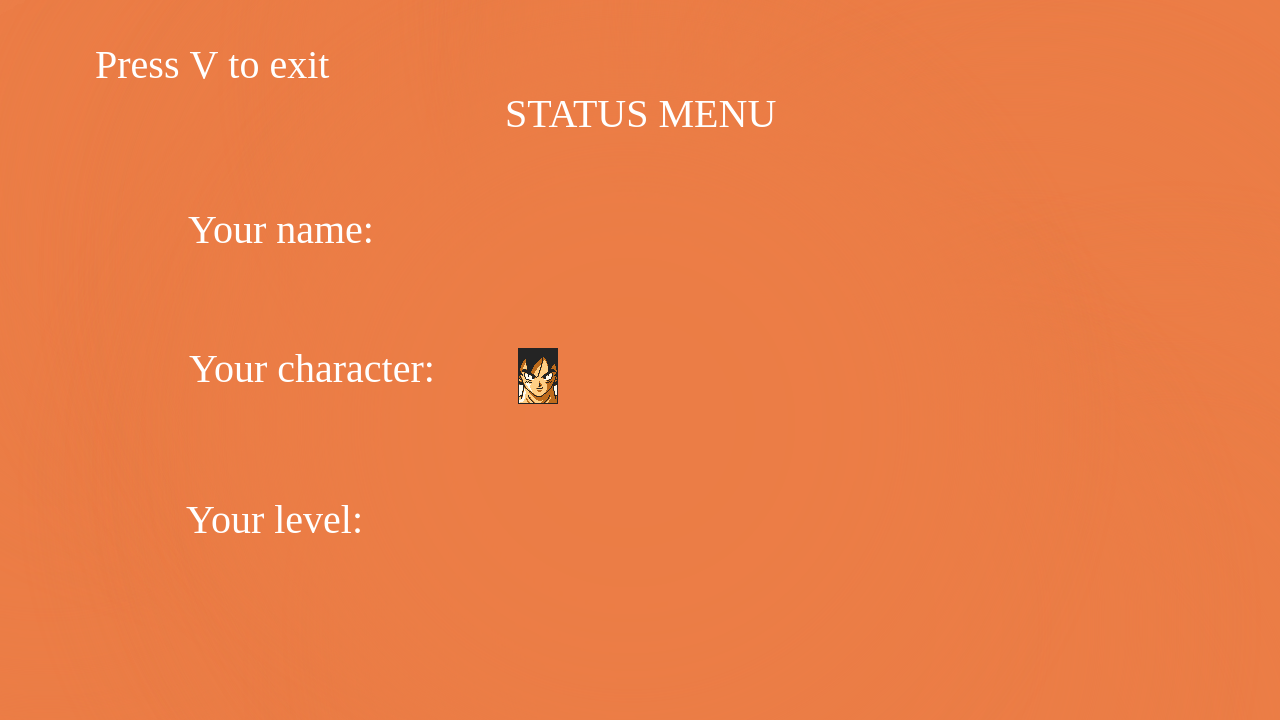 Press V to exit
STATUS MENU
Your name:
Your character:
Your level: